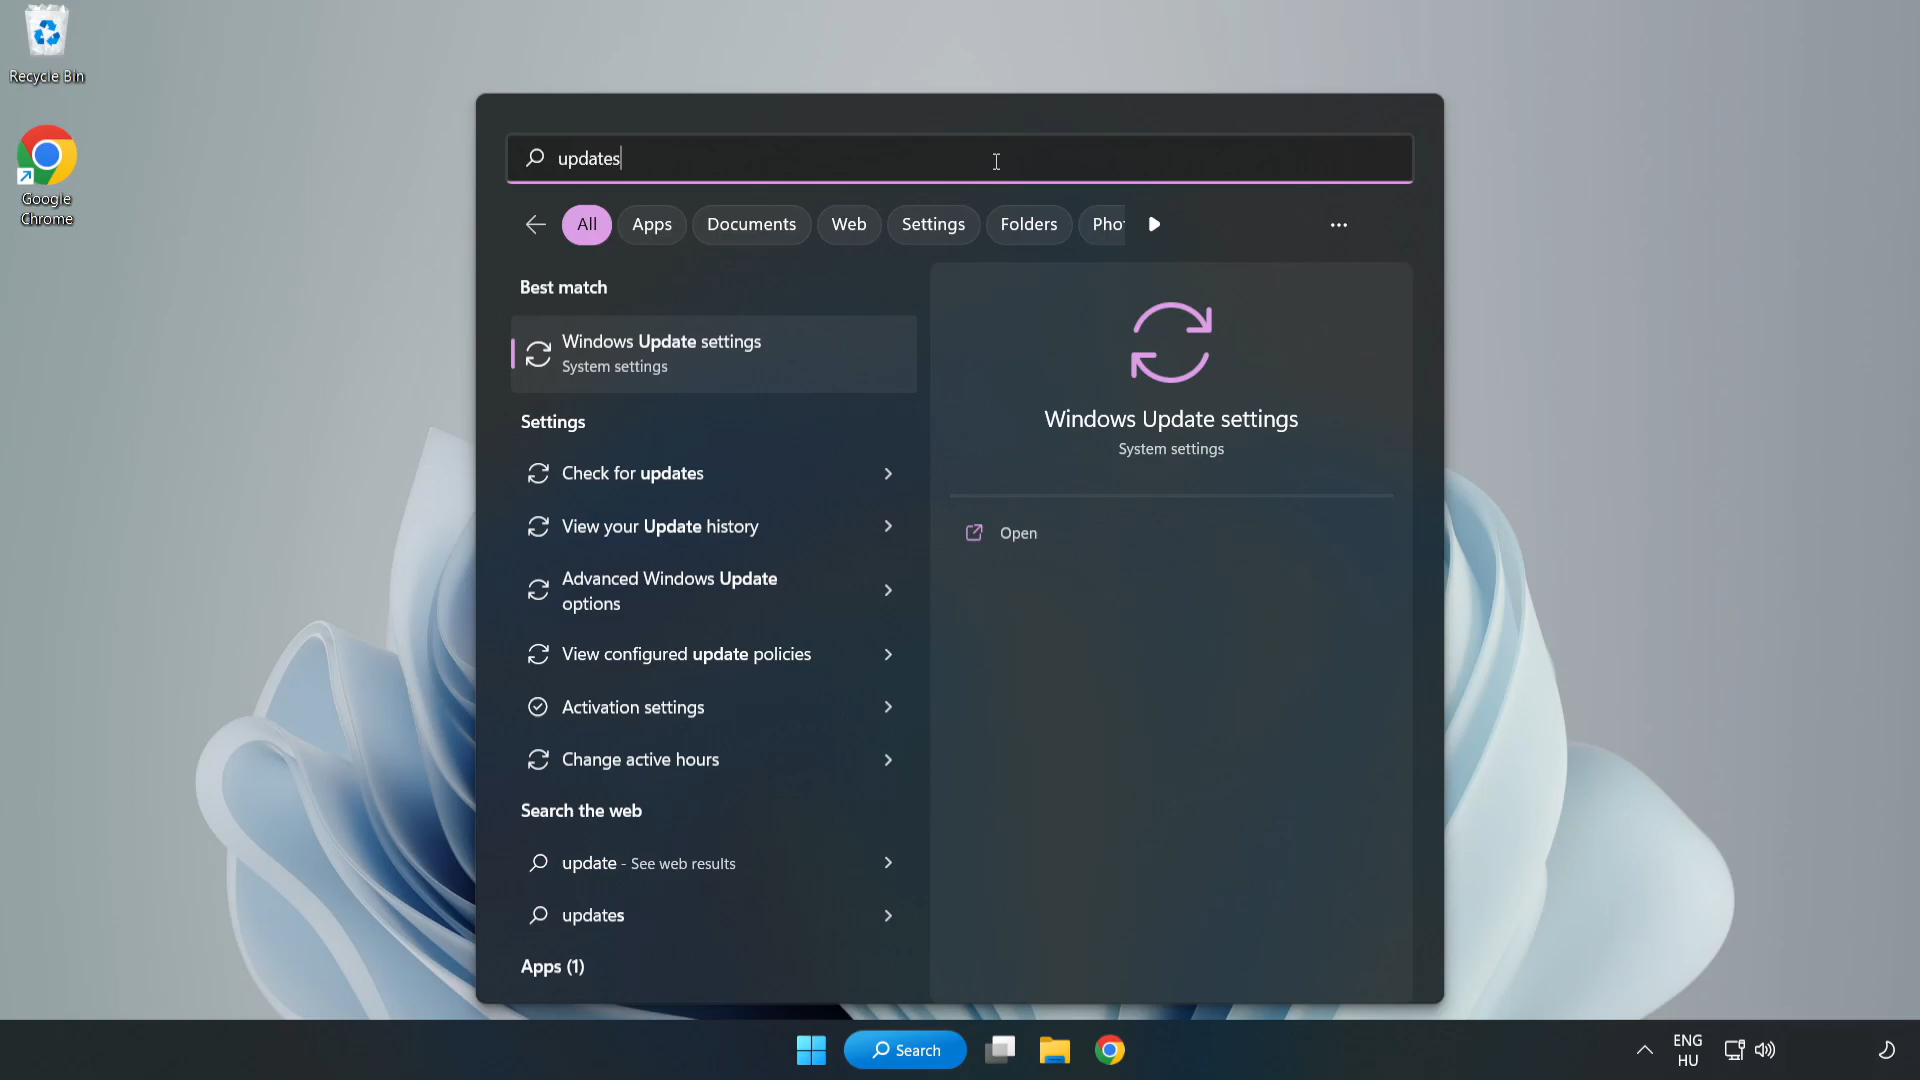 Recycle Bin
Google
Chrome
updates
All
Apps
Documents
Web
Settings
Folders
Pho
Best match
Windows Update settings
System settings
Settings
Check for updates
View your Update history
Advanced Windows Update
options
View configured update policies
Activation settings
Change active hours
Search the web
update - See web results
updates
Apps (1)
Windows Update settings
System settings
Open
Search
ENG
HU